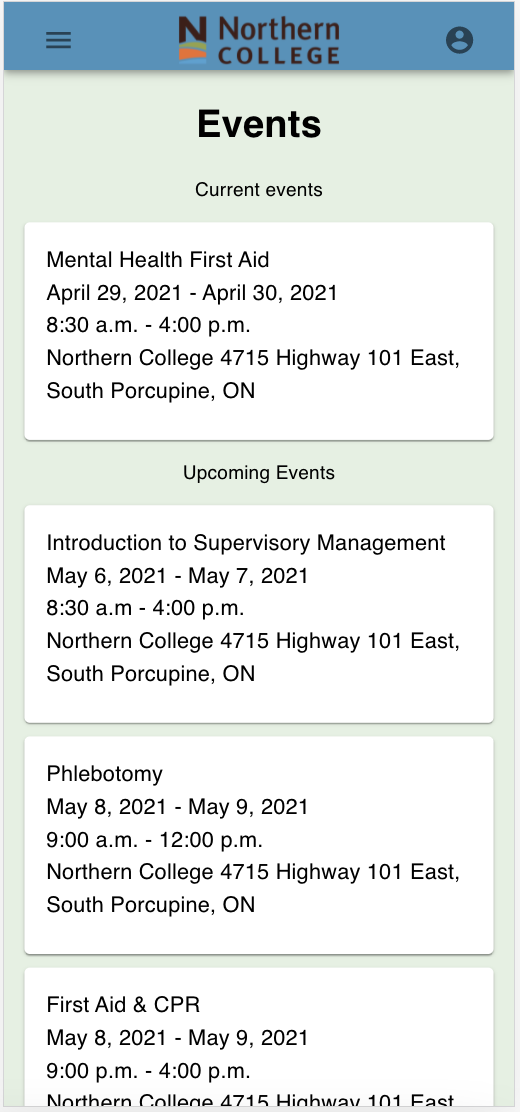 Northern
COLLEGE
Events
Current events
Mental Health First Aid
April 29, 2021 - April 30, 2021
8:30 a.m. - 4:00 p.m.
Northern College 4715 Highway 101 East,
South Porcupine, ON
Upcoming Events
Introduction to Supervisory Management
May 6, 2021 - May 7, 2021
8:30 a.m - 4:00 p.m.
Northern College 4715 Highway 101 East,
South Porcupine, ON
Phlebotomy
May 8, 2021 - May 9, 2021
9:00 a.m. - 12:00 p.m.
Northern College 4715 Highway 101 East,
South Porcupine, ON
First Aid & CPR
May 8, 2021 - May 9, 2021
9:00 p.m. - 4:00 p.m.
Northern College 4715 Highway 101 East,